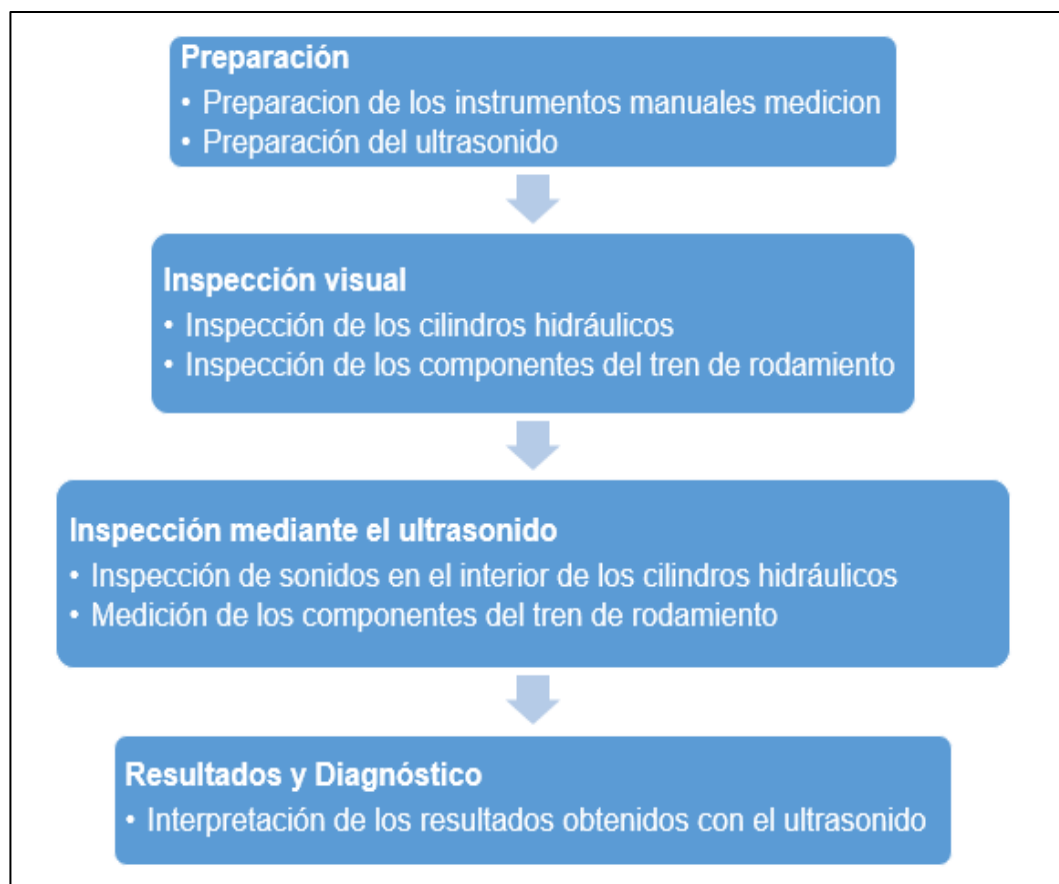 Preparación
• Preparacion de los instrumentos manuales medicion
• Preparación del ultrasonido
Inspección visual
• Inspección de los cilindros hidráulicos
• Inspección de los componentes del tren de rodamiento
Inspección mediante el ultrasonido
• Inspección de sonidos en el interior de los cilindros hidráulicos
• Medición de los componentes del tren de rodamiento
Resultados y Diagnóstico
• Interpretación de los resultados obtenidos con el ultrasonido